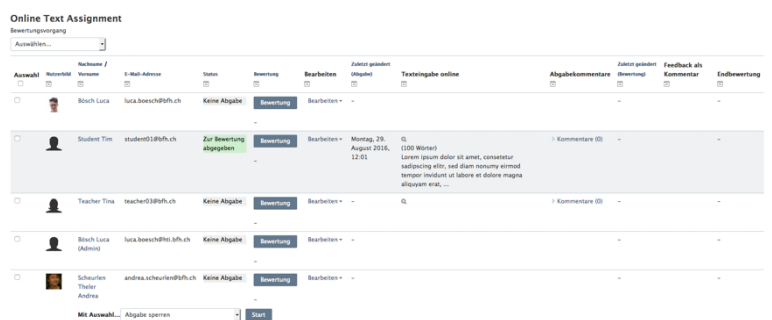 Online Text Assignment
Bewertungsvorgang
Auswählen...
Auswahl Nutzerbild Nachname / Vorname E-Mail-Adresse Status Bewertung Bearbeiten Zuletzt geändert (Abgabe) Texteingabe online Abgabekommentare Zuletzt geändert (Bewertung) Feedback als Kommentar Endbewertung
Bösch Luca luca.boesch@bfh.ch Keine Abgabe Bewertung Bearbeiten - - -
-
Student Tim student01@bfh.ch Zur Bewertung abgegeben Bewertung Bearbeiten Montag, 29. August 2016, 12:01
(100 Wörter)
Lorem ipsum dolor sit amet, consetetur
sadipscing elitr, sed diam nonumy eirmod
tempor invidunt ut labore et dolore magna
aliquyam erat, ...
Kommentare (0) - -
-
Teacher Tina teacher03@bfh.ch Keine Abgabe Bewertung Bearbeiten - Kommentare (0) - -
-
Bösch Luca (Admin) luca.boesch@hti.bfh.ch Keine Abgabe Bewertung Bearbeiten - - -
-
Scheurlen Theler Andrea andrea.scheurlen@bfh.ch Keine Abgabe Bewertung Bearbeiten - - -
-
Mit Auswahl... Abgabe sperren Start